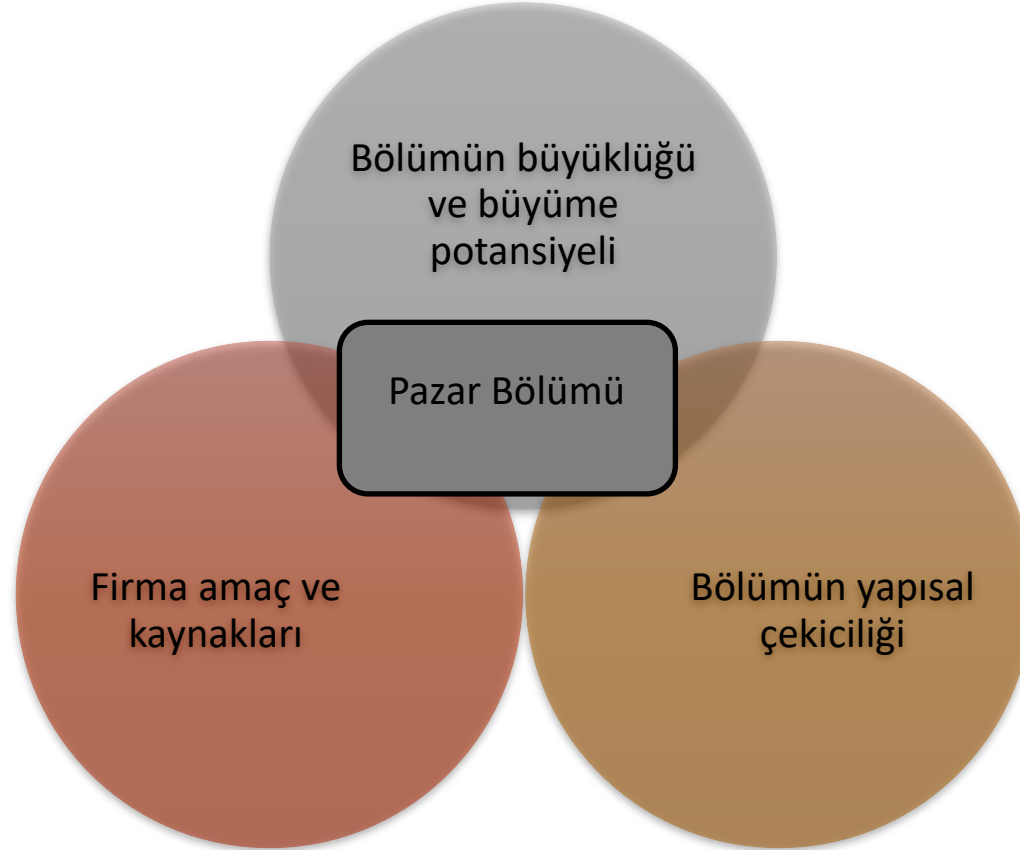 Bölümün büyüklüğü
ve büyüme
potansiyeli
Pazar Bölümü
Firma amaç ve
kaynakları
Bölümün yapısal
çekiciliği